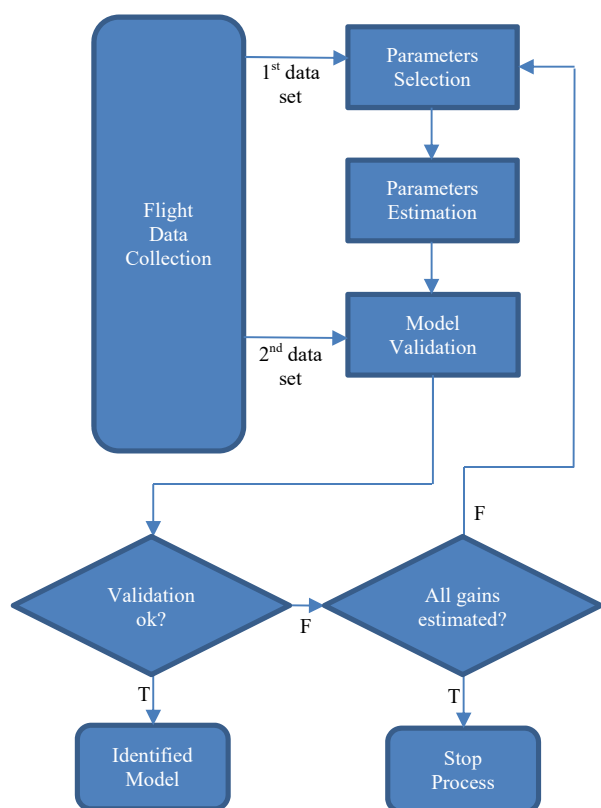 Flight
Data
Collection
1st data
set
Parameters
Selection
Parameters
Estimation
2nd data
set
Model
Validation
Validation
ok?
F
All gains
estimated?
F
T
T
Identified
Model
Stop
Process